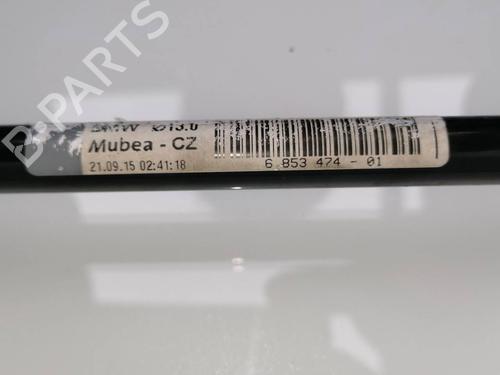 BMW Ø13.0
Mubea - CZ
21.09.15 02:41:18
6 853 474 - 01
B-PARTS